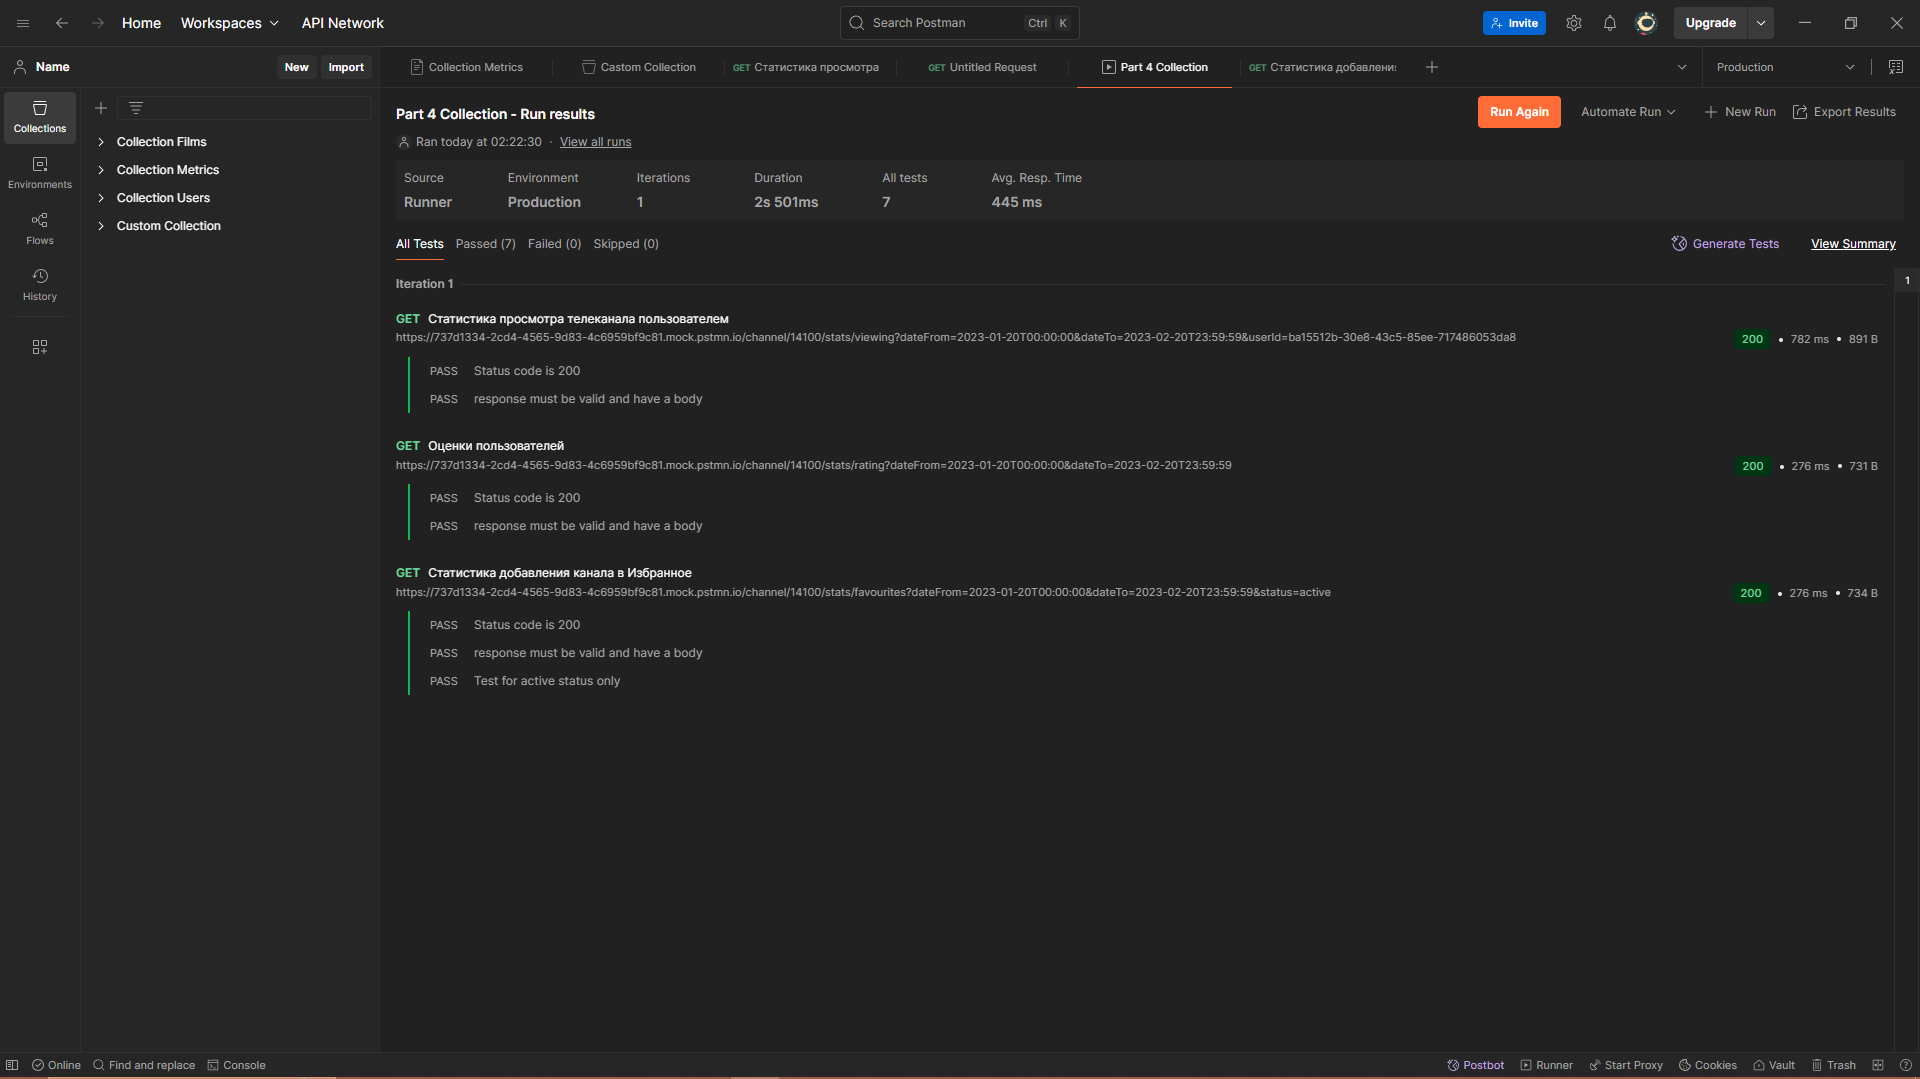 Home Workspaces API Network Search Postman Ctrl K Invite Upgrade
Name New Import Collection Metrics Castom Collection GET Статистика просмотра GET Untitled Request Part 4 Collection GET Статистика добавлени Production
Collections
Environments
Flows
History
Collection Films
Collection Metrics
Collection Users
Custom Collection
Part 4 Collection - Run results Run Again Automate Run New Run Export Results
Ran today at 02:22:30 · View all runs
Source Environment Iterations Duration All tests Avg. Resp. Time
Runner Production 1 2s 501ms 7 445 ms
All Tests Passed (7) Failed (0) Skipped (0) Generate Tests View Summary
Iteration 1 1
GET Статистика просмотра телеканала пользователем
https://737d1334-2cd4-4565-9d83-4c6959bf9c81.mock.pstmn.io/channel/14100/stats/viewing?dateFrom=2023-01-20T00:00:00&dateTo=2023-02-20T23:59:59&userId=ba15512b-30e8-43c5-85ee-717486053da8 200 • 782 ms • 891 B
PASS Status code is 200
PASS response must be valid and have a body
GET Оценки пользователей
https://737d1334-2cd4-4565-9d83-4c6959bf9c81.mock.pstmn.io/channel/14100/stats/rating?dateFrom=2023-01-20T00:00:00&dateTo=2023-02-20T23:59:59 200 • 276 ms • 731 B
PASS Status code is 200
PASS response must be valid and have a body
GET Статистика добавления канала в Избранное
https://737d1334-2cd4-4565-9d83-4c6959bf9c81.mock.pstmn.io/channel/14100/stats/favourites?dateFrom=2023-01-20T00:00:00&dateTo=2023-02-20T23:59:59&status=active 200 • 276 ms • 734 B
PASS Status code is 200
PASS response must be valid and have a body
PASS Test for active status only
Online Find and replace Console Postbot Runner Start Proxy Cookies Vault Trash